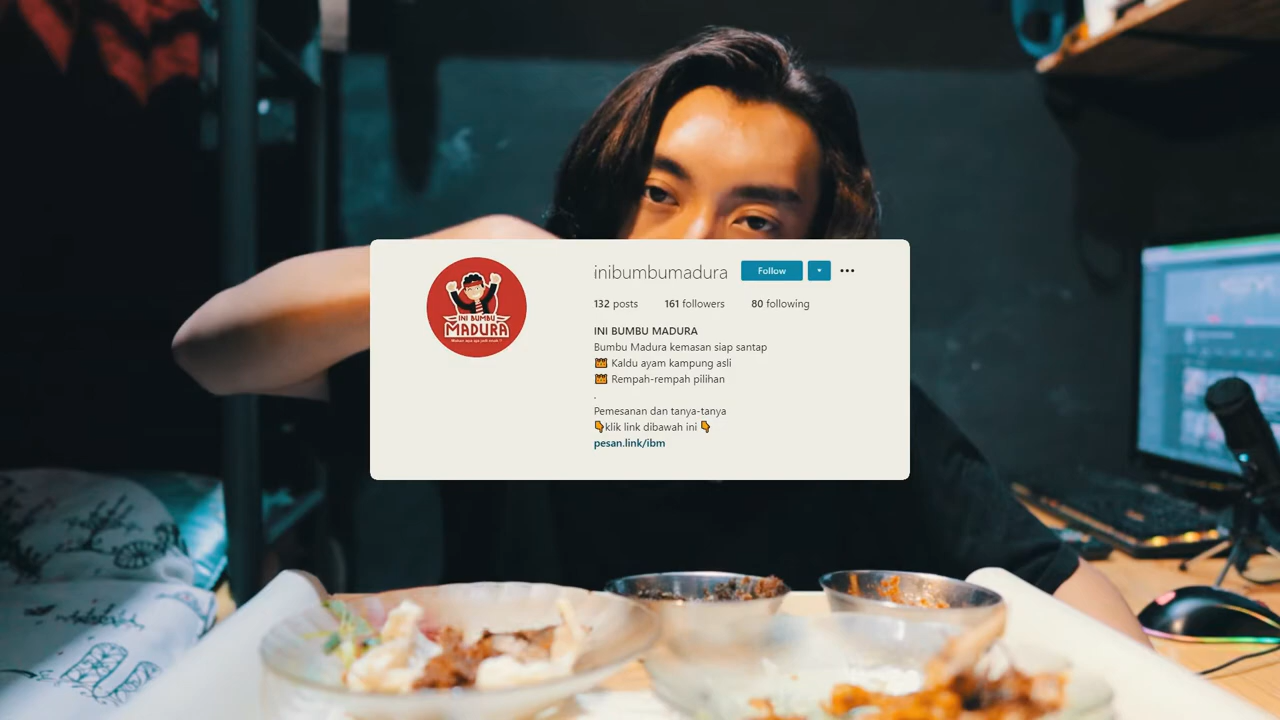 inibumbumadura Follow
132 posts 161 followers 80 following
INI BUMBU MADURA
Bumbu Madura kemasan siap santap
👑 Kaldu ayam kampung asli
👑 Rempah-rempah pilihan
.
Pemesanan dan tanya-tanya
👇klik link dibawah ini 👇
pesan.link/ibm
INI BUMBU
MADURA